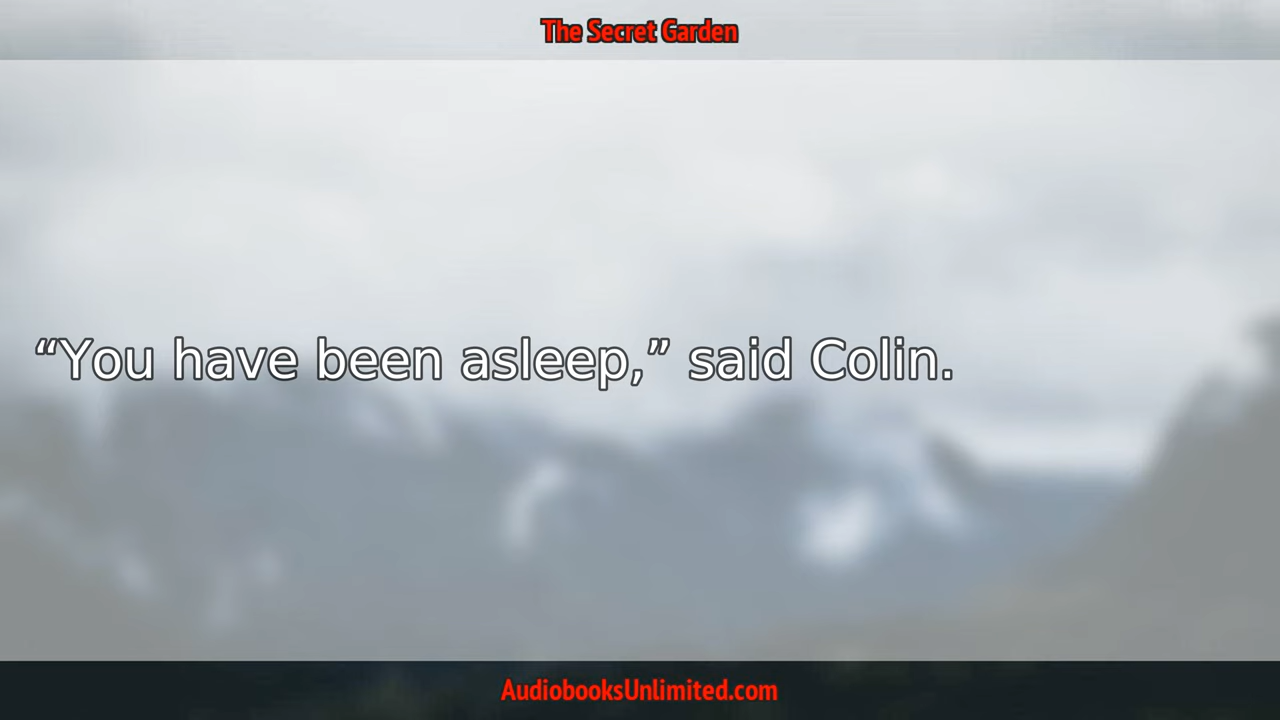 The Secret Garden
“You have been asleep,” said Colin.
AudiobooksUnlimited.com